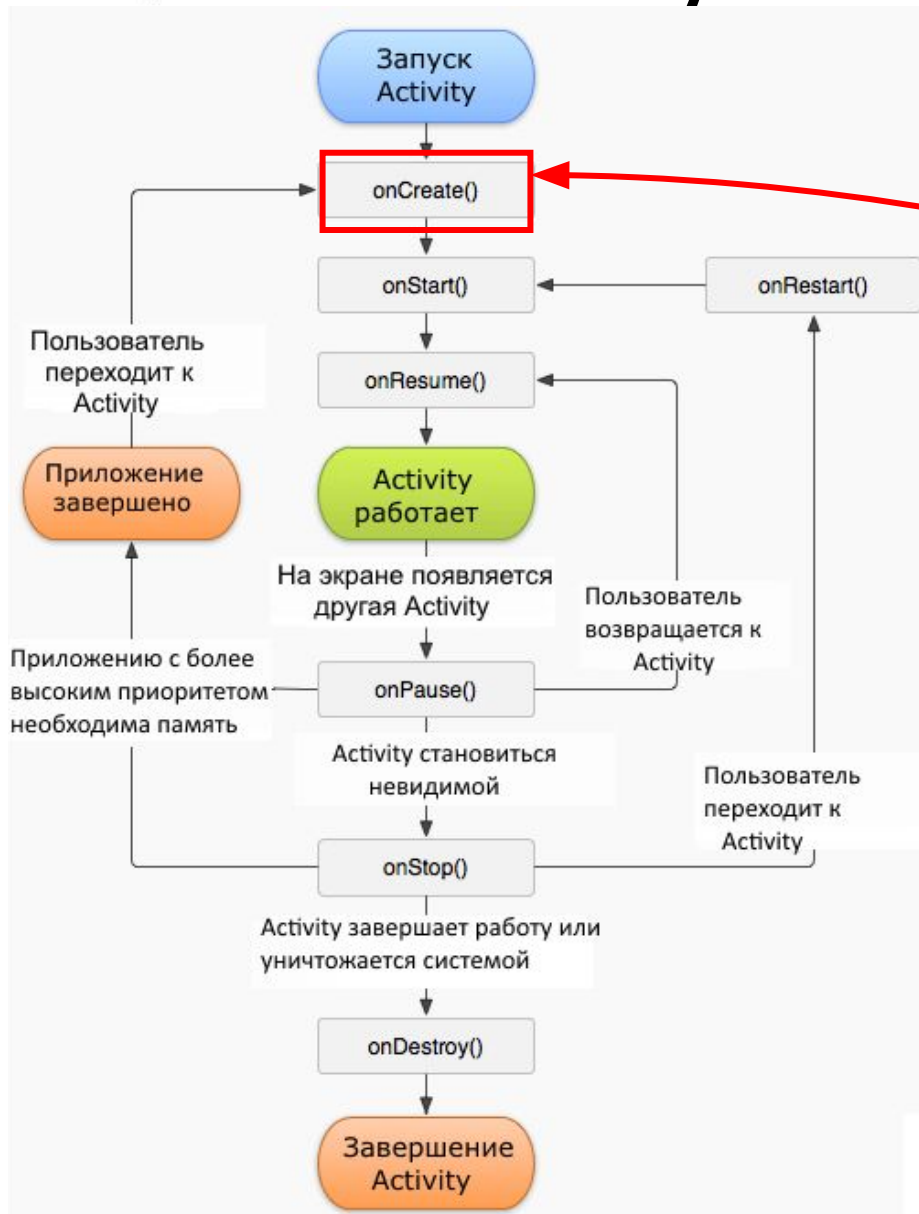 Запуск
Activity
onCreate()
onStart()
onRestart()
Пользователь
переходит к
Activity
onResume()
Приложение
завершено
Activity
работает
На экране появляется
другая Activity
Пользователь
возвращается к
Activity
Приложению с более
высоким приоритетом
необходима память
onPause()
Activity становиться
невидимой
Пользователь
переходит к
Activity
onStop()
Activity завершает работу или
уничтожается системой
onDestroy()
Завершение
Activity